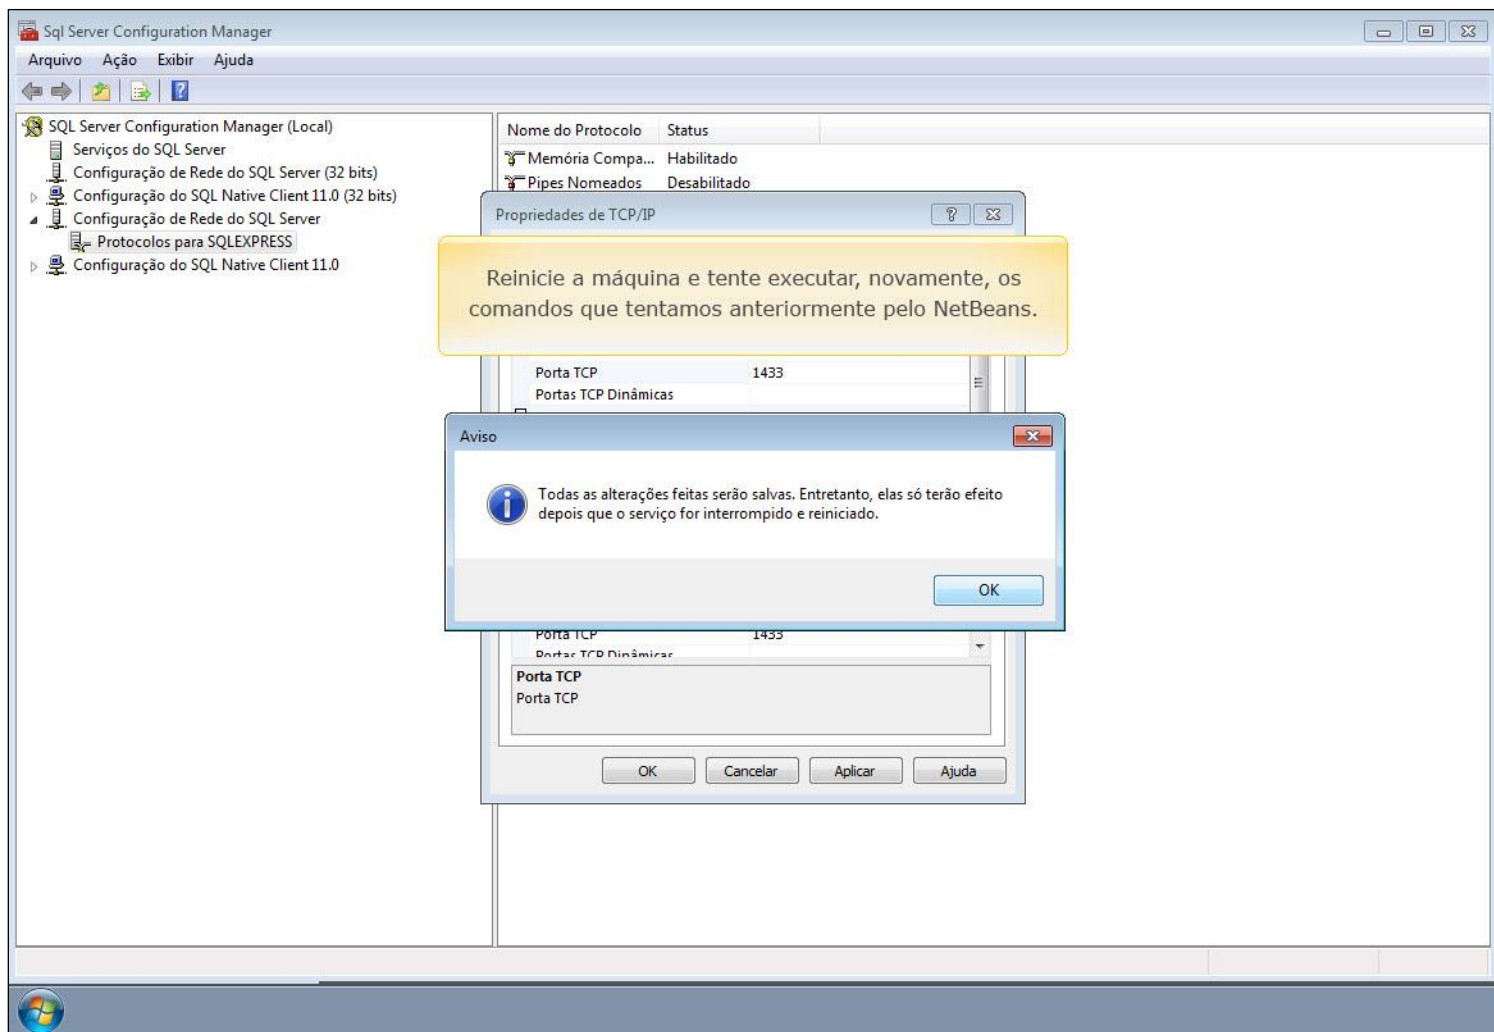 Sql Server Configuration Manager
Arquivo Ação Exibir Ajuda
SQL Server Configuration Manager (Local)
Serviços do SQL Server
Configuração de Rede do SQL Server (32 bits)
Configuração do SQL Native Client 11.0 (32 bits)
Configuração de Rede do SQL Server
Protocolos para SQLEXPRESS
Configuração do SQL Native Client 11.0
Nome do Protocolo Status
Memória Compa... Habilitado
Pipes Nomeados Desabilitado
Propriedades de TCP/IP
Reinicie a máquina e tente executar, novamente, os
comandos que tentamos anteriormente pelo NetBeans.
Porta TCP 1433
Portas TCP Dinâmicas
Aviso
Todas as alterações feitas serão salvas. Entretanto, elas só terão efeito
depois que o serviço for interrompido e reiniciado.
OK
Porta TCP 1433
Portas TCP Dinâmicas
Porta TCP
Porta TCP
OK Cancelar Aplicar Ajuda